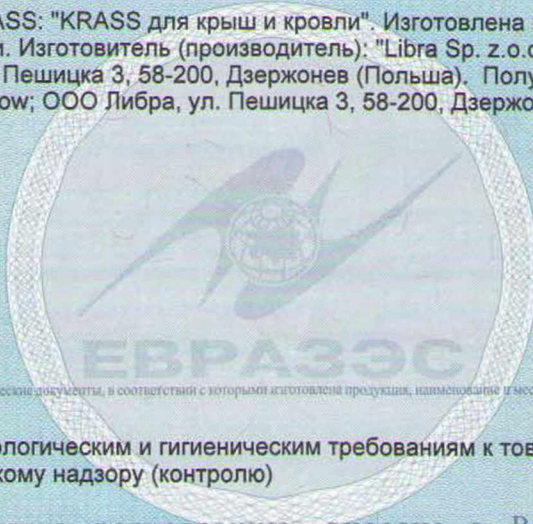 ASS: "KRASS для крыш и кровли". Изготовлена
и. Изготовитель (производитель): "Libra Sp. z.o.o
Пешицка 3, 58-200, Дзержонев (Польша). Полу
ow; ООО Либра, ул. Пешицка 3, 58-200, Дзержо
ЕВРАЗЭС
еские документы, в соответствии с которыми изготовлена продукция, наименование и мес
ологическим и гигиеническим требованиям к тов
кому надзору (контролю)